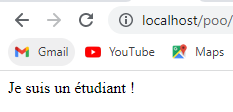 localhost/poo/
Gmail
YouTube
Maps
Je suis un étudiant !